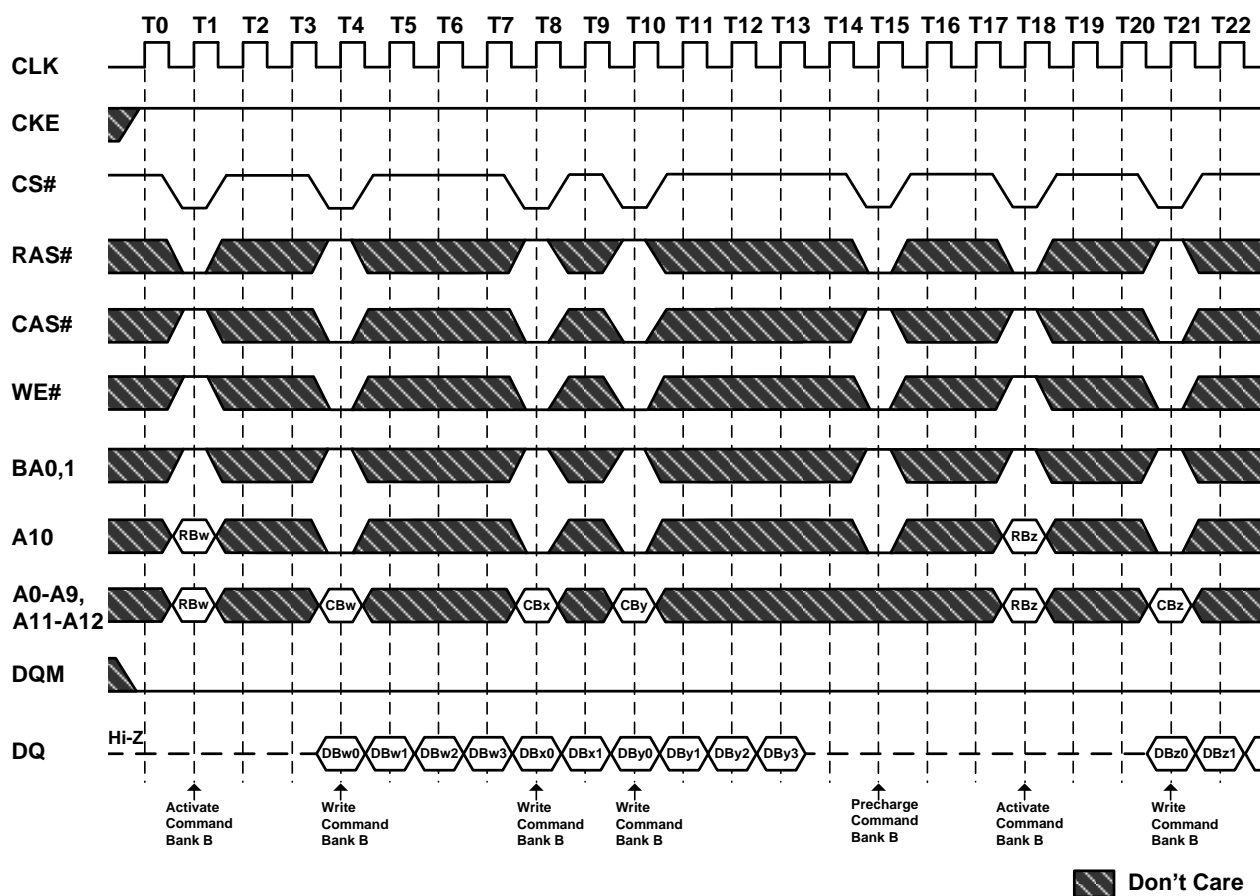 T0 T1 T2 T3 T4 T5 T6 T7 T8 T9 T10 T11 T12 T13 T14 T15 T16 T17 T18 T19 T20 T21 T22
CLK
CKE
CS#
RAS#
CAS#
WE#
BA0,1
A10 RBw RBz
A0-A9,
A11-A12 RBw CBw CBx CBy RBz CBz
DQM
DQ Hi-Z DBw0 DBw1 DBw2 DBw3 DBx0 DBx1 DBy0 DBy1 DBy2 DBy3 DBz0 DBz1
Activate
Command
Bank B
Write
Command
Bank B
Write
Command
Bank B
Write
Command
Bank B
Precharge
Command
Bank B
Activate
Command
Bank B
Write
Command
Bank B
Don't Care